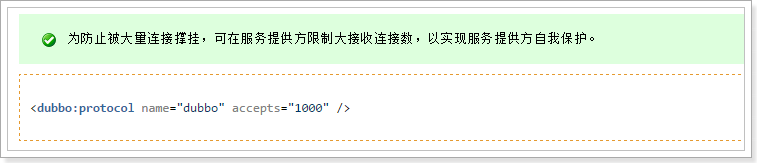 为防止被大量连接撑挂，可在服务提供方限制大接收连接数，以实现服务提供方自我保护。
<dubbo:protocol name="dubbo" accepts="1000" />